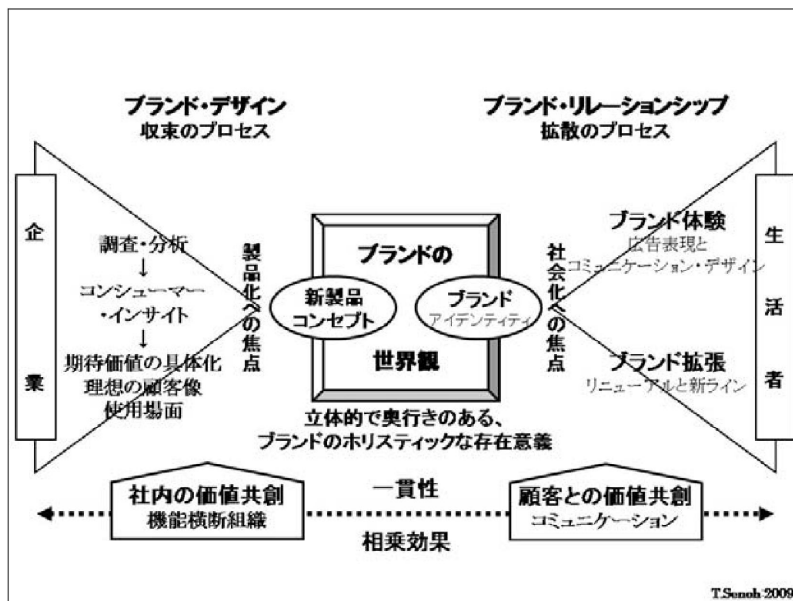 ブランド・デザイン
収束のプロセス
ブランド・リレーションシップ
拡散のプロセス
企業
調査・分析
↓
コンシューマー
・インサイト
↓
期待価値の具体化
理想の顧客像
使用場面
製品化への焦点
ブランドの
新製品
コンセプト
ブランド
アイデンティティ
世界観
社会化への焦点
ブランド体験
広告表現と
コミュニケーション・デザイン
ブランド拡張
リニューアルと新ライン
生活者
立体的で奥行きのある、
ブランドのホリスティックな存在意義
社内の価値共創
機能横断組織
一貫性
相乗効果
顧客との価値共創
コミュニケーション
T.Senoh 2009